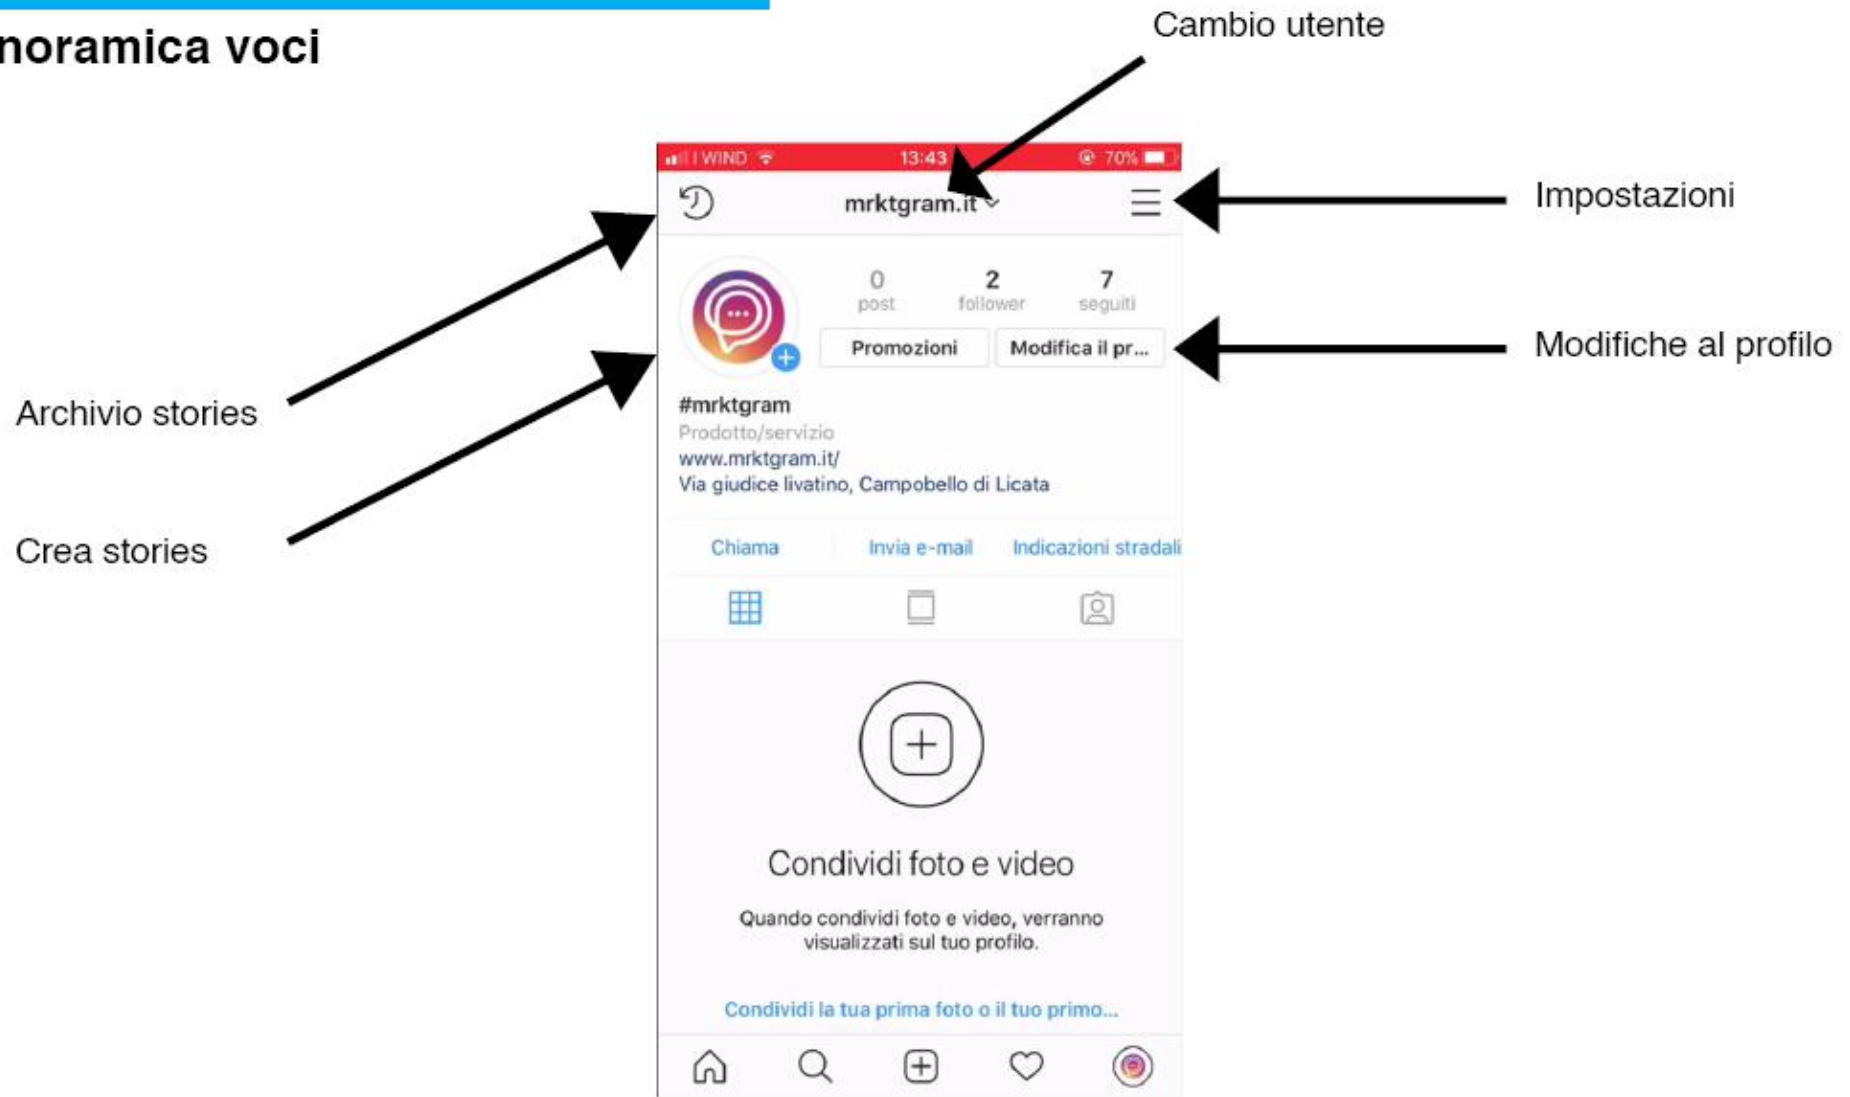 noramica voci
Cambio utente
WIND 13:43 70%
mrktgram.it
Impostazioni
0 2 7
post follower seguiti
Promozioni Modifica il pr...
Modifiche al profilo
Archivio stories
#mrktgram
Prodotto/servizio
www.mrktgram.it/
Via giudice livatino, Campobello di Licata
Crea stories
Chiama Invia e-mail Indicazioni stradali
Condividi foto e video
Quando condividi foto e video, verranno
visualizzati sul tuo profilo.
Condividi la tua prima foto o il tuo primo...